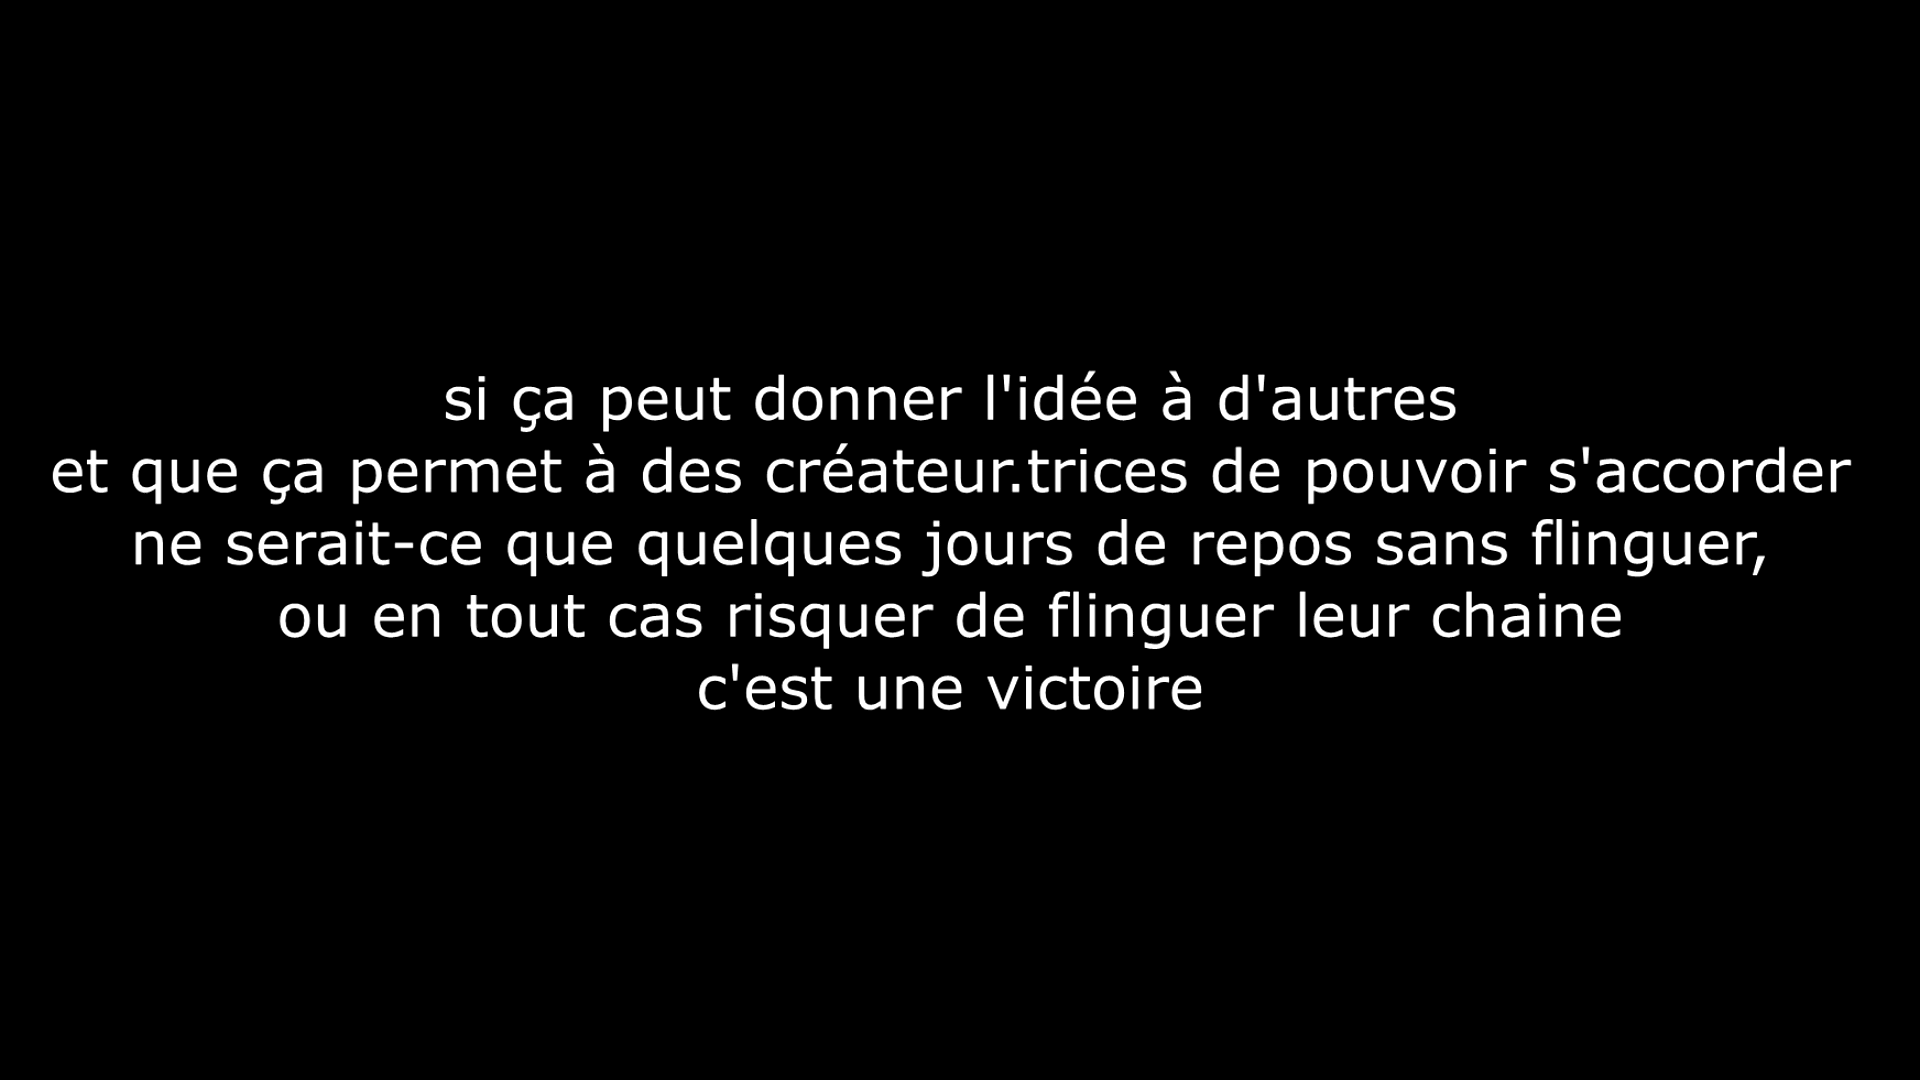 si ça peut donner l'idée à d'autres
et que ça permet à des créateur.trices de pouvoir s'accorder
ne serait-ce que quelques jours de repos sans flinguer,
ou en tout cas risquer de flinguer leur chaine
c'est une victoire